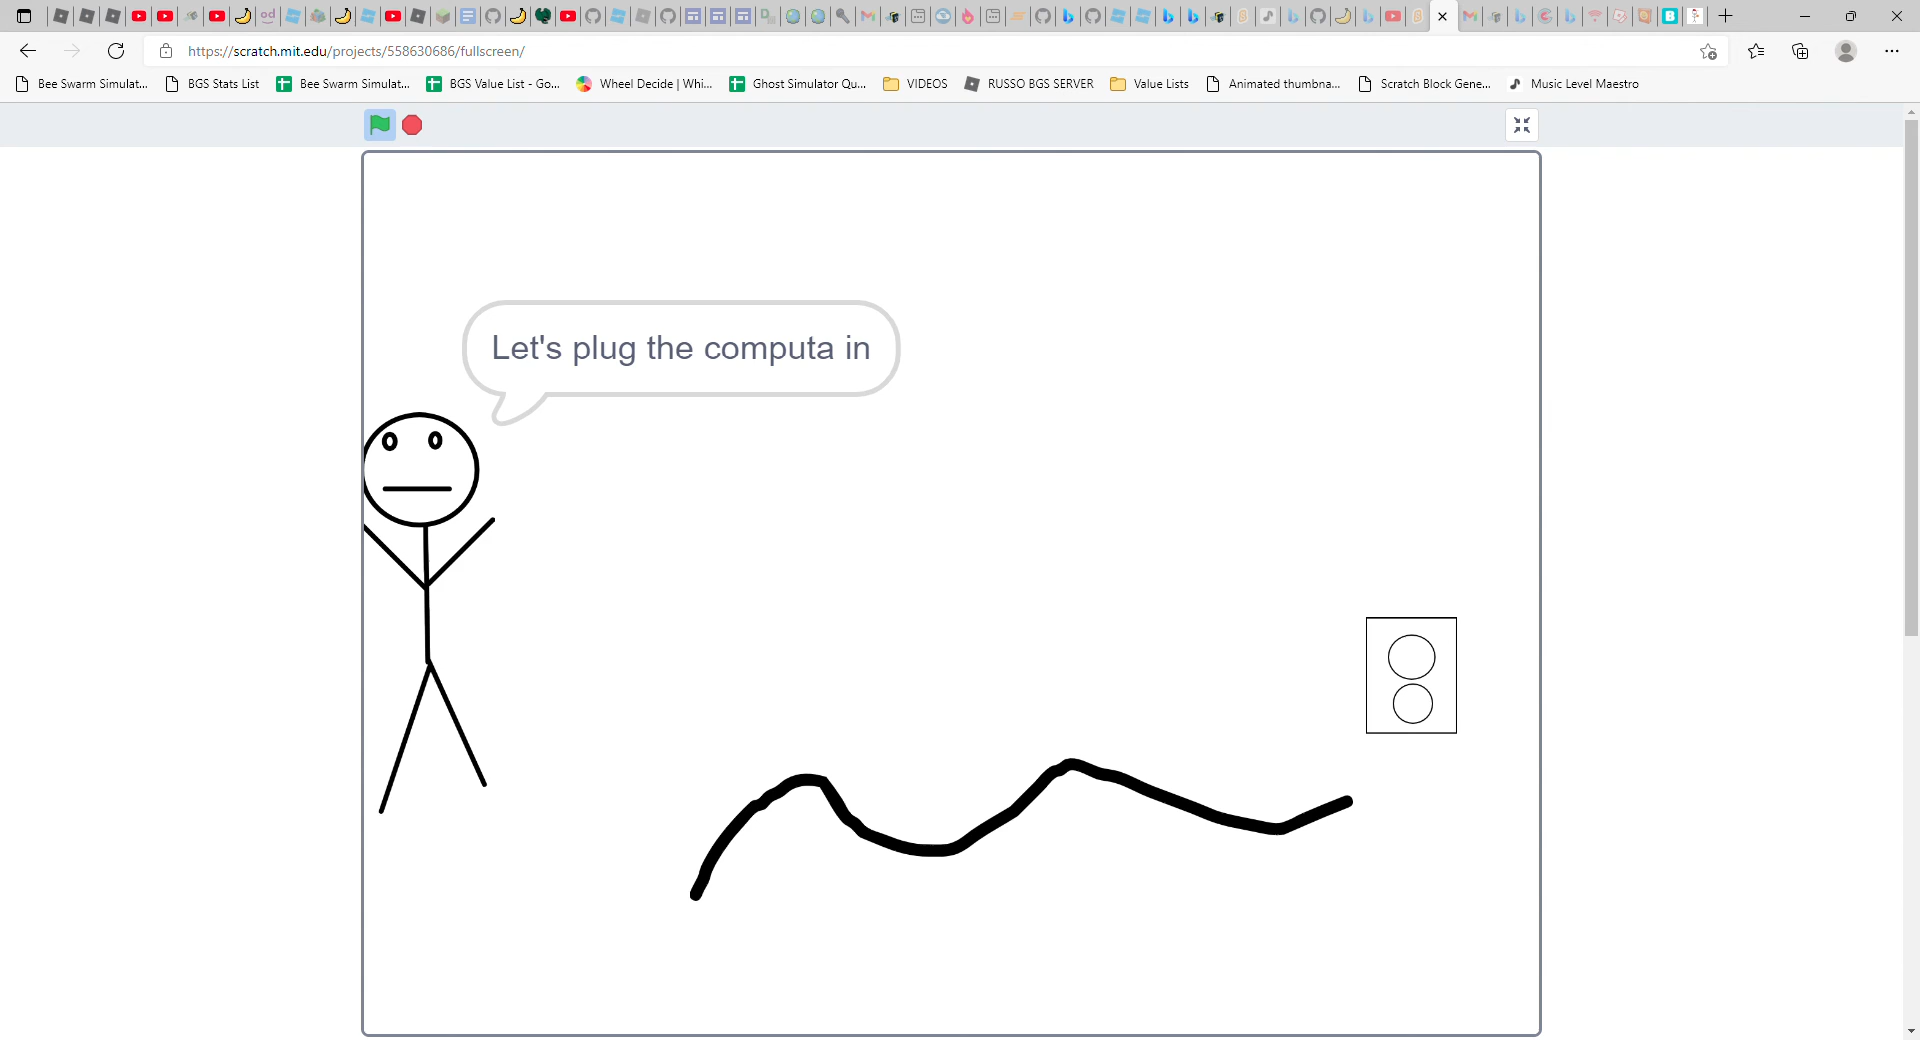 https://scratch.mit.edu/projects/558630686/fullscreen/
Bee Swarm Simulat... BGS Stats List Bee Swarm Simulat... BGS Value List - Go... Wheel Decide | Whi... Ghost Simulator Qu... VIDEOS RUSSO BGS SERVER Value Lists Animated thumbna... Scratch Block Gene... Music Level Maestro
Let's plug the computa in